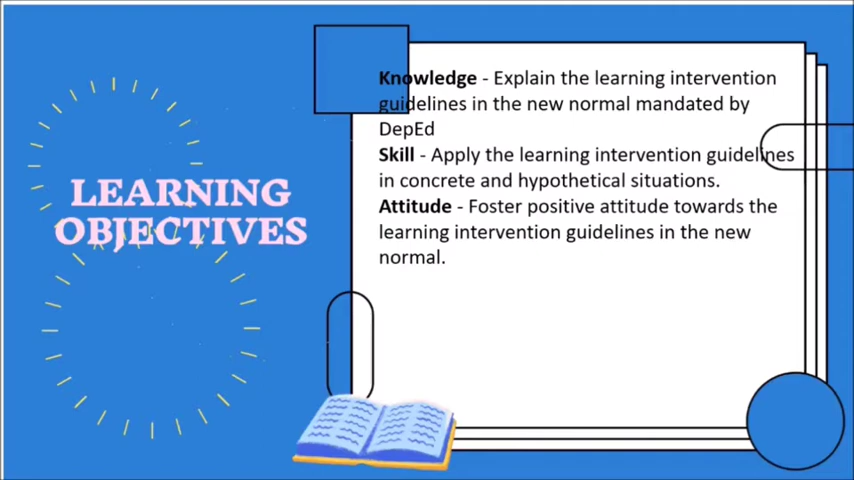 LEARNING
OBJECTIVES
Knowledge - Explain the learning intervention
guidelines in the new normal mandated by
DepEd
Skill - Apply the learning intervention guidelines
in concrete and hypothetical situations.
Attitude - Foster positive attitude towards the
learning intervention guidelines in the new
normal.